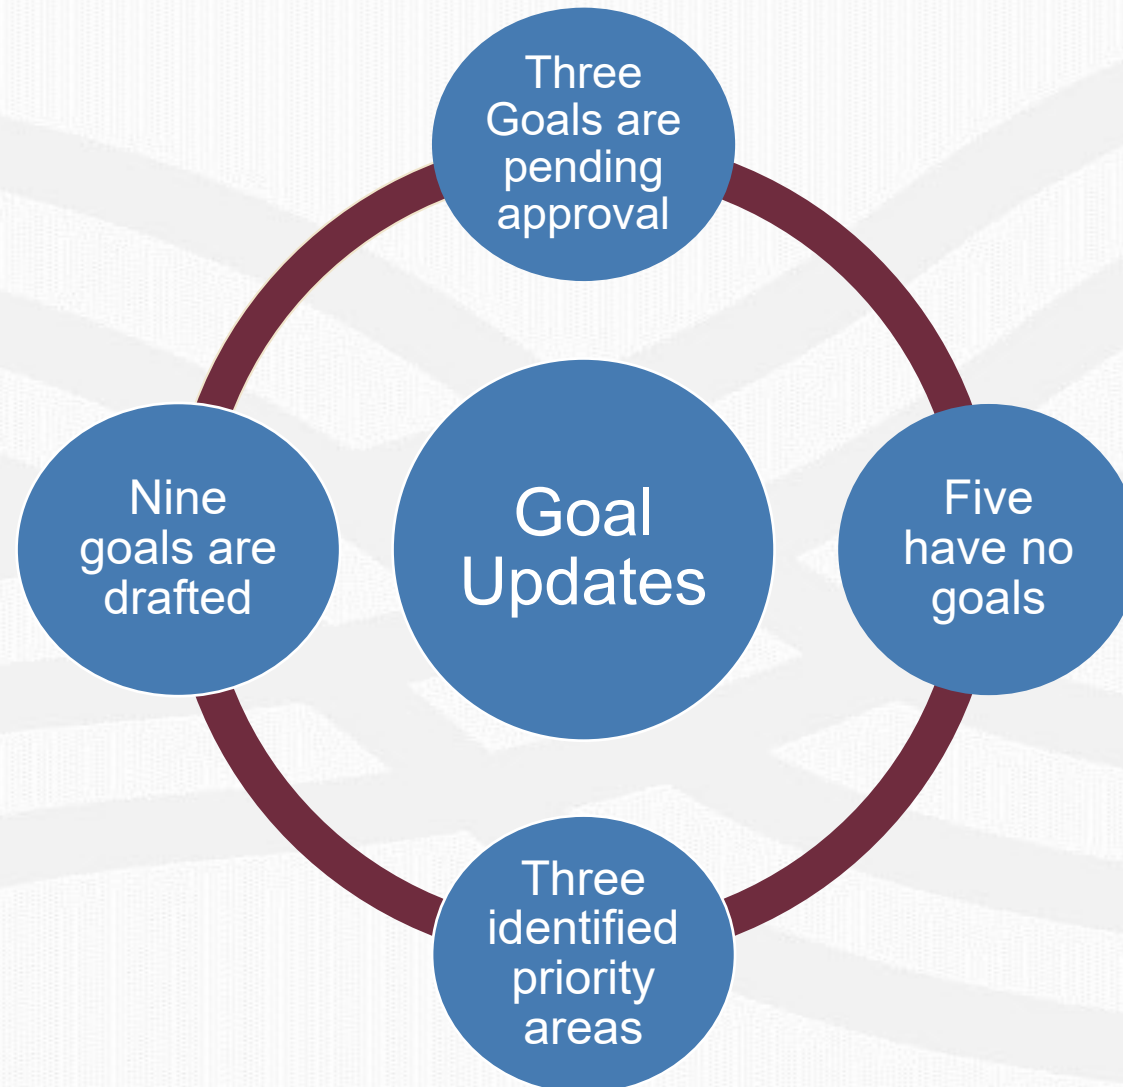 Three
Goals are
pending
approval
Nine
goals are
drafted
Goal
Updates
Five
have no
goals
Three
identified
priority
areas